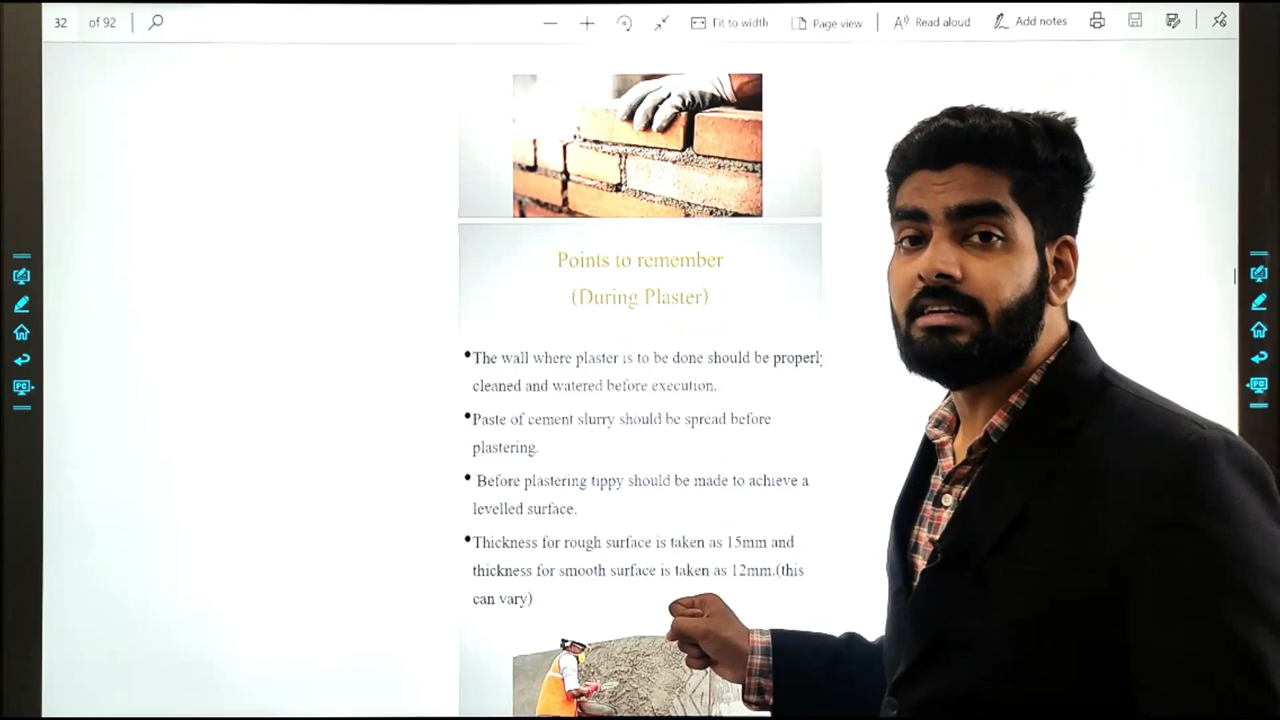 32 of 92
Fit to width
Page view
Read aloud
Add notes
Points to remember
(During Plaster)
•The wall where plaster is to be done should be properly
cleaned and watered before execution.
•Paste of cement slurry should be spread before
plastering.
• Before plastering tippy should be made to achieve a
levelled surface.
•Thickness for rough surface is taken as 15mm and
thickness for smooth surface is taken as 12mm.(this
can vary)
PC
PC